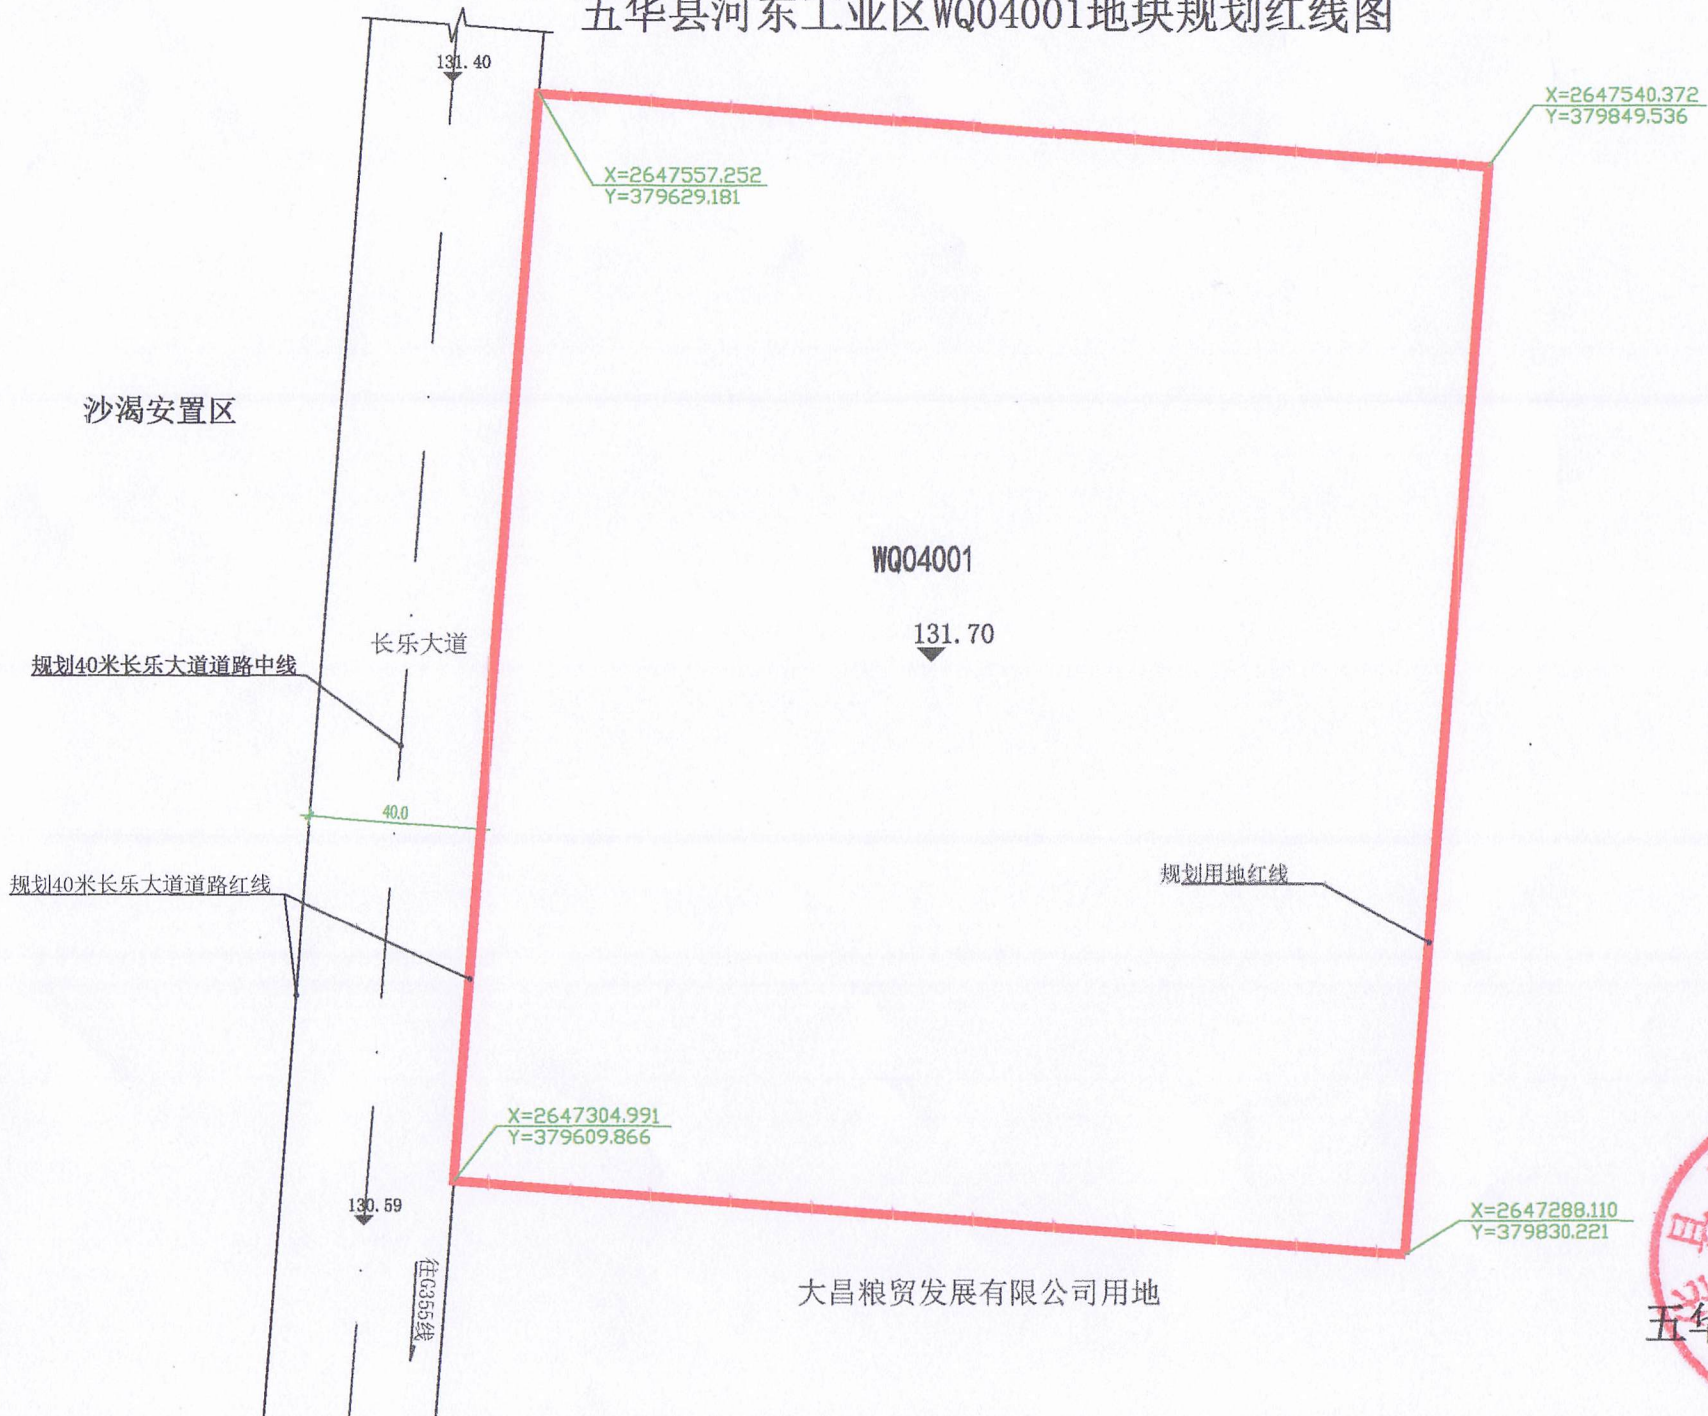 五华县河东工业区WQ04001地块规划红线图
131.40
X=2647540.372
Y=379849.536
X=2647557.252
Y=379629.181
沙渴安置区
WQ04001
131.70
长乐大道
规划40米长乐大道道路中线
40.0
规划40米长乐大道道路红线
规划用地红线
X=2647304.991
Y=379609.866
130.59
X=2647288.110
Y=379830.221
往G355线
大昌粮贸发展有限公司用地
县
五华